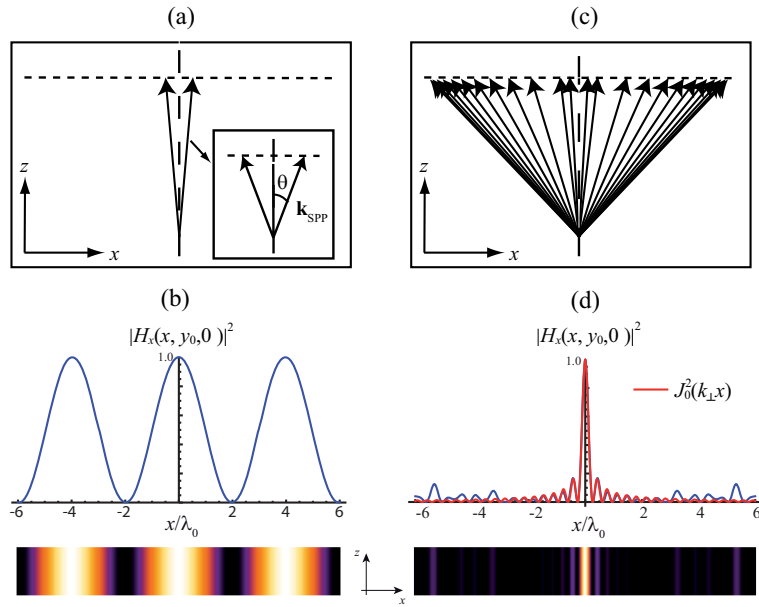 (a)
z
x
θ
k_SPP
(c)
z
x
(b)
|H_x(x, y_0,0 )|^2
1.0
-6 -4 -2 0 2 4 6
x/λ_0
(d)
|H_x(x, y_0,0 )|^2
1.0
J_0^2(k_⊥x)
-6 -4 -2 0 2 4 6
x/λ_0
z
x